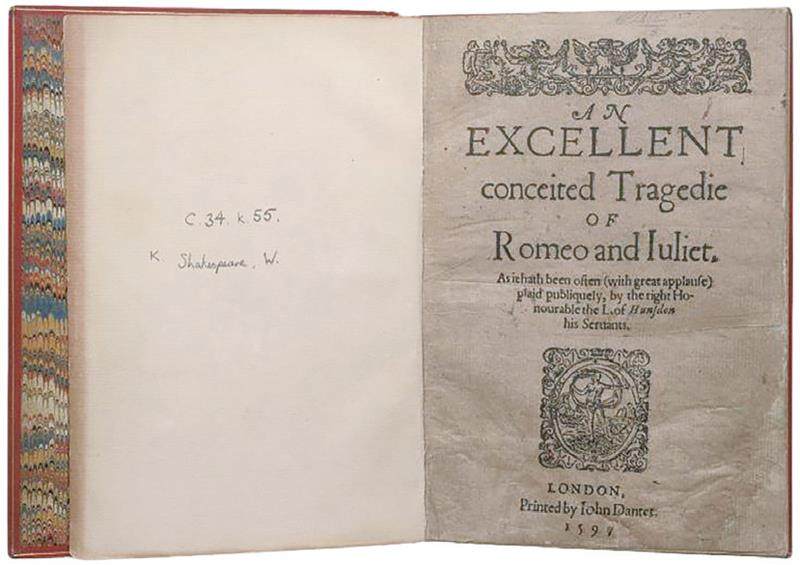 C.34.k.55.
K Shakespeare, W.
AN
EXCELLENT
conceited Tragedie
OF
Romeo and Iuliet.
As it hath been often (with great applause)
plaid publiquely, by the right Ho-
nourable the L. of Hunsdon
his Seruants.
LONDON,
Printed by Iohn Danter.
1597